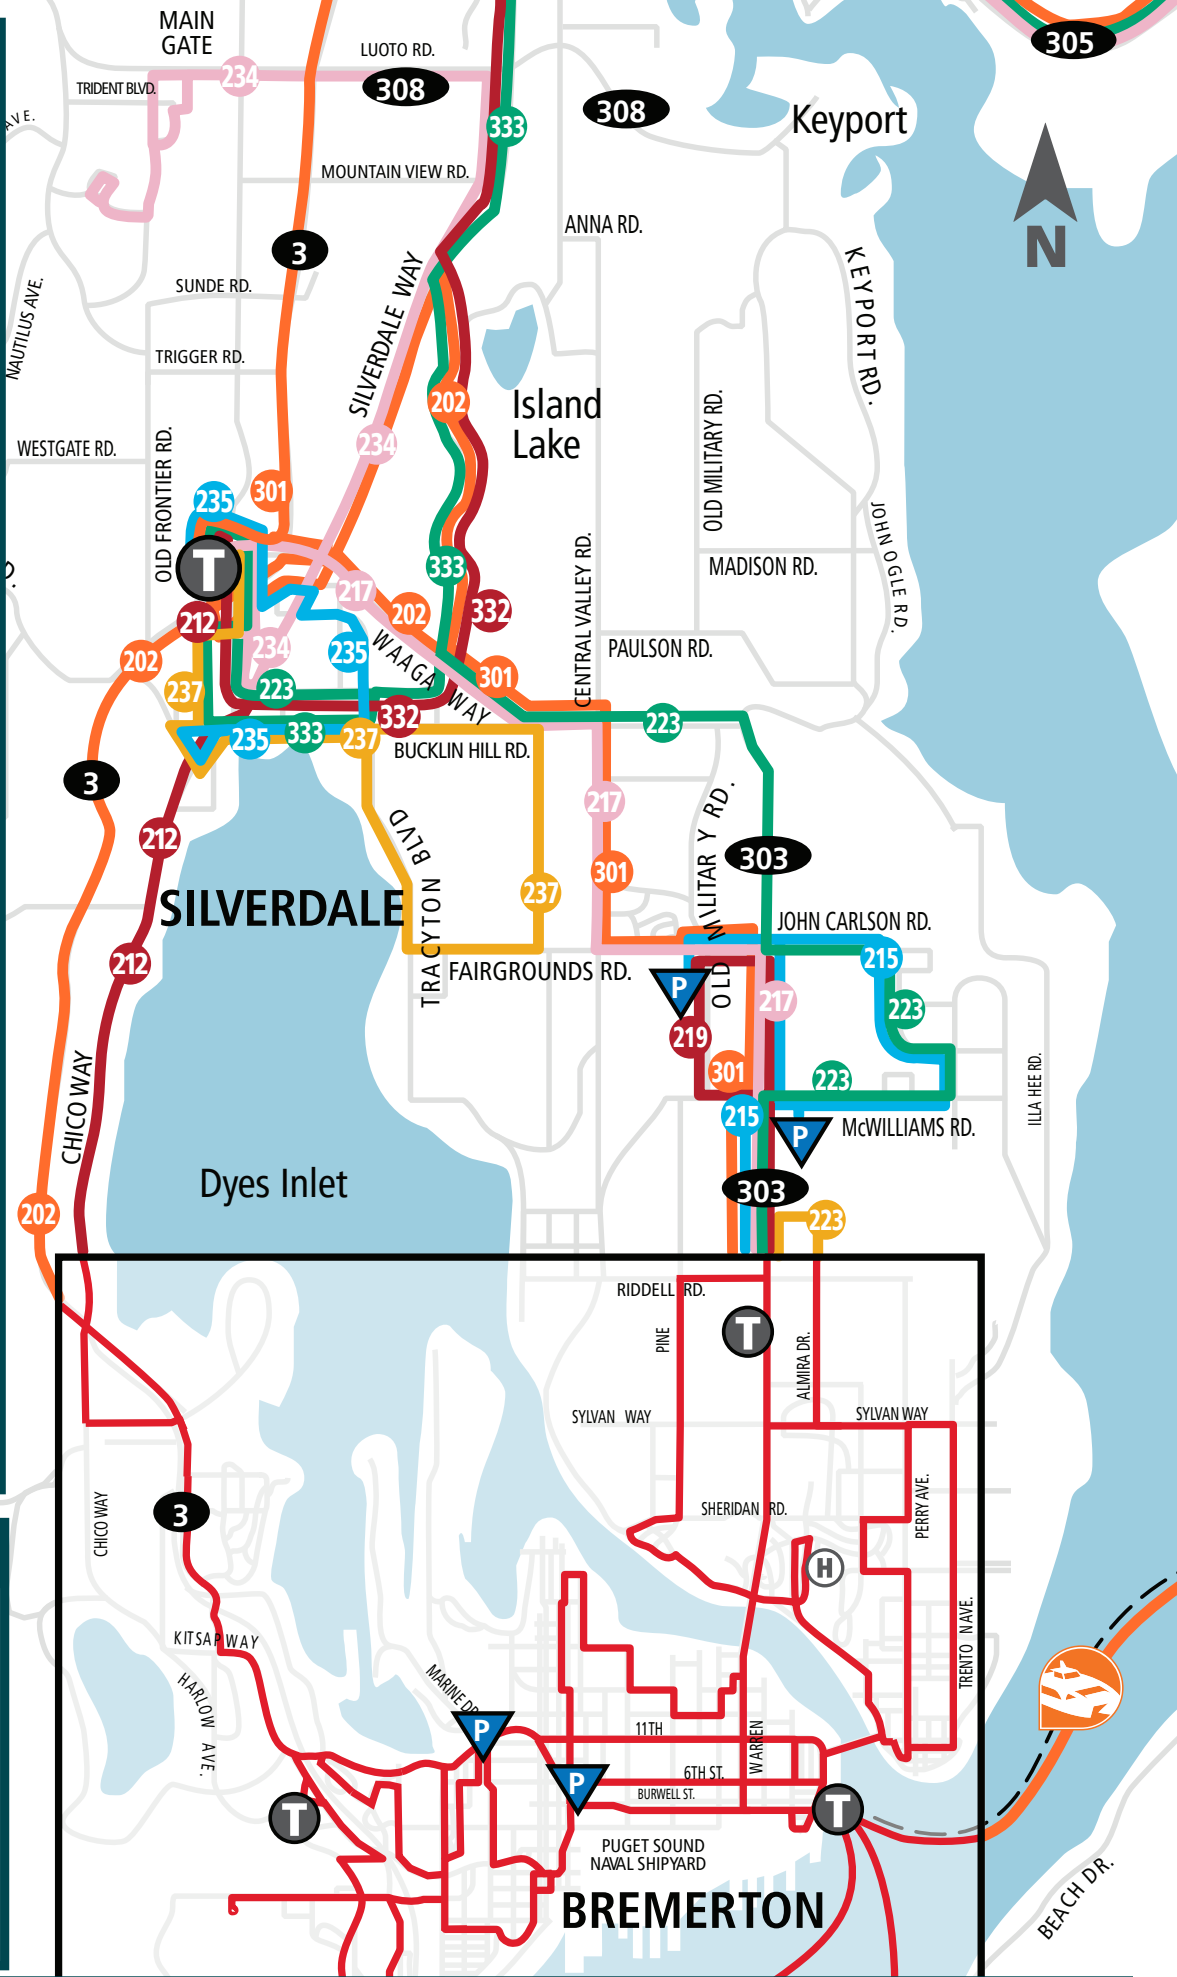 MAIN
GATE
LUOTO RD.
305
TRIDENT BLVD.
234
308
308
Keyport
AVE.
333
MOUNTAIN VIEW RD.
ANNA RD.
N
3
KEYPORT RD.
SUNDE RD.
NAUTILUS AVE.
SILVERDALE WAY
TRIGGER RD.
202
Island
Lake
OLD MILITARY RD.
WESTGATE RD.
234
OLD FRONTIER RD.
235
301
JOHN OGLE RD.
CENTRAL VALLEY RD.
T
333
MADISON RD.
217
212
202
332
234
235
WAAGA WAY
PAULSON RD.
202
237
223
301
332
223
235
333
237
BUCKLIN HILL RD.
3
217
OLD MILITAR Y RD.
212
TRACYTON BLVD
303
SILVERDALE
301
237
JOHN CARLSON RD.
212
FAIRGROUNDS RD.
215
P
217
223
219
301
223
ILLA HEE RD.
CHICO WAY
215
P
McWILLIAMS RD.
Dyes Inlet
303
202
223
RIDDELL RD.
T
PINE
ALMIRA DR.
SYLVAN WAY
SYLVAN WAY
CHICO WAY
3
SHERIDAN RD.
PERRY AVE.
H
KITSAP WAY
TRENTO N AVE.
HARLOW AVE.
MARINE DR.
P
11TH
WARREN
P
6TH ST.
BURWELL ST.
T
T
PUGET SOUND
NAVAL SHIPYARD
BREMERTON
BEACH DR.